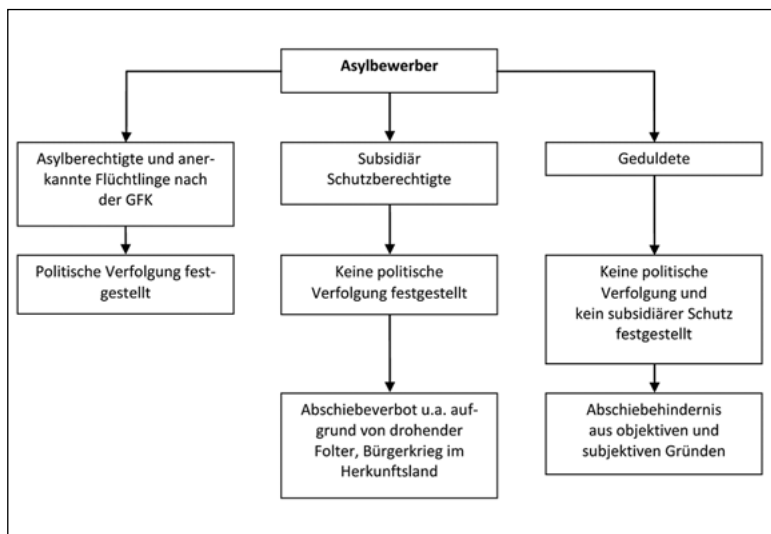 Asylbewerber
Asylberechtigte und aner-
kannte Flüchtlinge nach
der GFK
Politische Verfolgung fest-
gestellt
Subsidiär
Schutzberechtigte
Keine politische
Verfolgung festgestellt
Abschiebeverbot u.a. auf-
grund von drohender
Folter, Bürgerkrieg im
Herkunftsland
Geduldete
Keine politische
Verfolgung und
kein subsidiärer Schutz
festgestellt
Abschiebehindernis
aus objektiven und
subjektiven Gründen